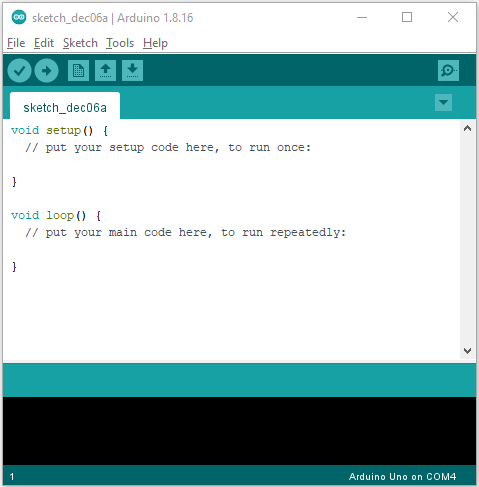 sketch_dec06a | Arduino 1.8.16
File Edit Sketch Tools Help
sketch_dec06a
void setup() {
  // put your setup code here, to run once:
}
void loop() {
  // put your main code here, to run repeatedly:
}
1 Arduino Uno on COM4